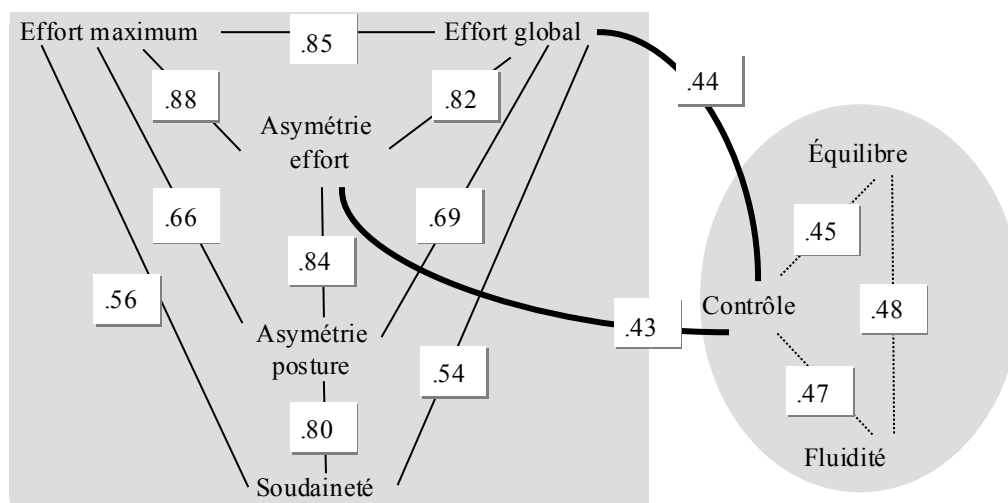 Effort maximum
.85
Effort global
.88
.82
.44
Asymétrie
effort
Équilibre
.66
.69
.45
.84
.56
Contrôle
.48
.43
Asymétrie
posture
.54
.47
.80
Fluidité
Soudaineté